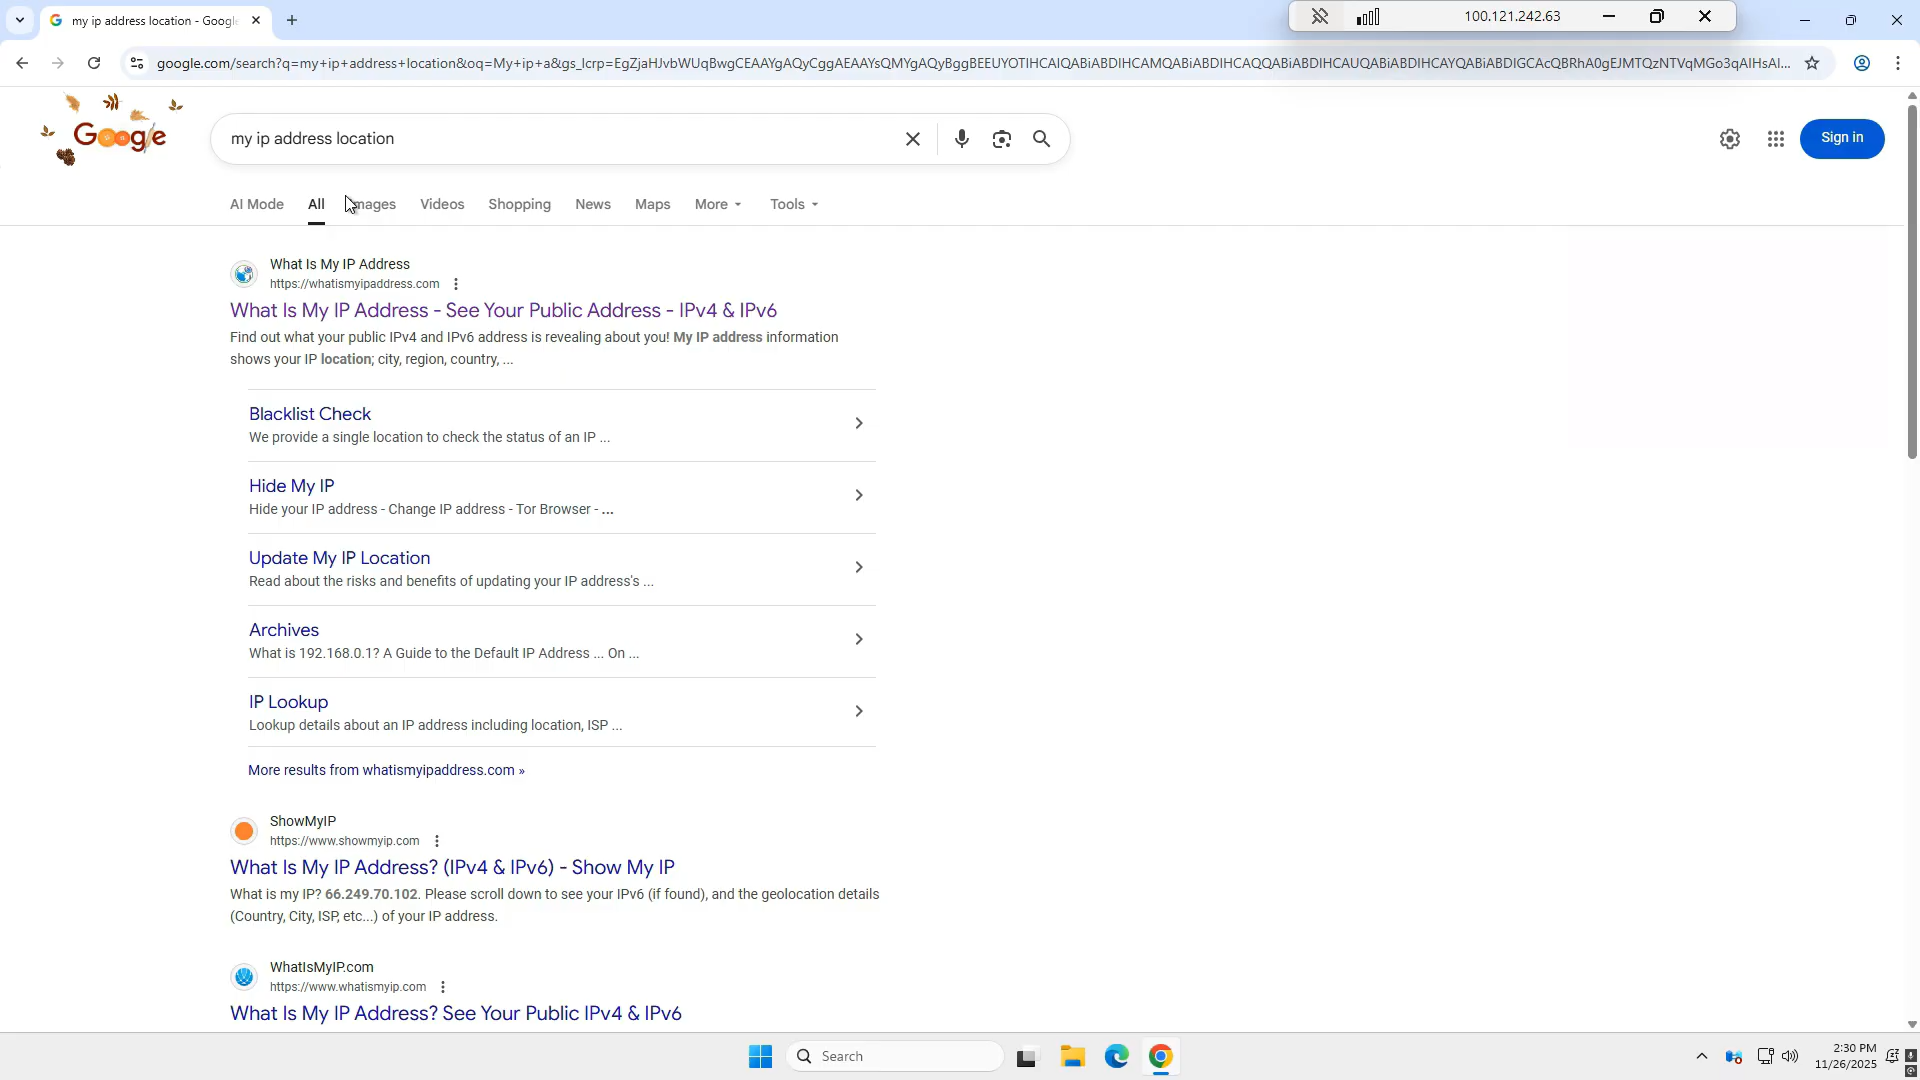 my ip address location - Google
100.121.242.63
google.com/search?q=my+ip+address+location&oq=My+ip+a&gs_lcrp=EgZjaHJvbWUqBwgCEAAYgAQyCggAEAAYsQMYgAQyBggBEEUYOTIHCAIQABiABDIHCAMQABiABDIHCAQQABiABDIHCAUQABiABDIHCAYQABiABDIGCAcQBRhA0gEJMTQzNTVqMGo3qAIHsAI...
Google
my ip address location
Sign in
AI Mode All Images Videos Shopping News Maps More Tools
What Is My IP Address
https://whatismyipaddress.com
What Is My IP Address - See Your Public Address - IPv4 & IPv6
Find out what your public IPv4 and IPv6 address is revealing about you! My IP address information
shows your IP location; city, region, country, ...
Blacklist Check
We provide a single location to check the status of an IP ...
Hide My IP
Hide your IP address - Change IP address - Tor Browser - ...
Update My IP Location
Read about the risks and benefits of updating your IP address's ...
Archives
What is 192.168.0.1? A Guide to the Default IP Address ... On ...
IP Lookup
Lookup details about an IP address including location, ISP ...
More results from whatismyipaddress.com »
ShowMyIP
https://www.showmyip.com
What Is My IP Address? (IPv4 & IPv6) - Show My IP
What is my IP? 66.249.70.102. Please scroll down to see your IPv6 (if found), and the geolocation details
(Country, City, ISP, etc...) of your IP address.
WhatIsMyIP.com
https://www.whatismyip.com
What Is My IP Address? See Your Public IPv4 & IPv6
Search
2:30 PM
11/26/2025